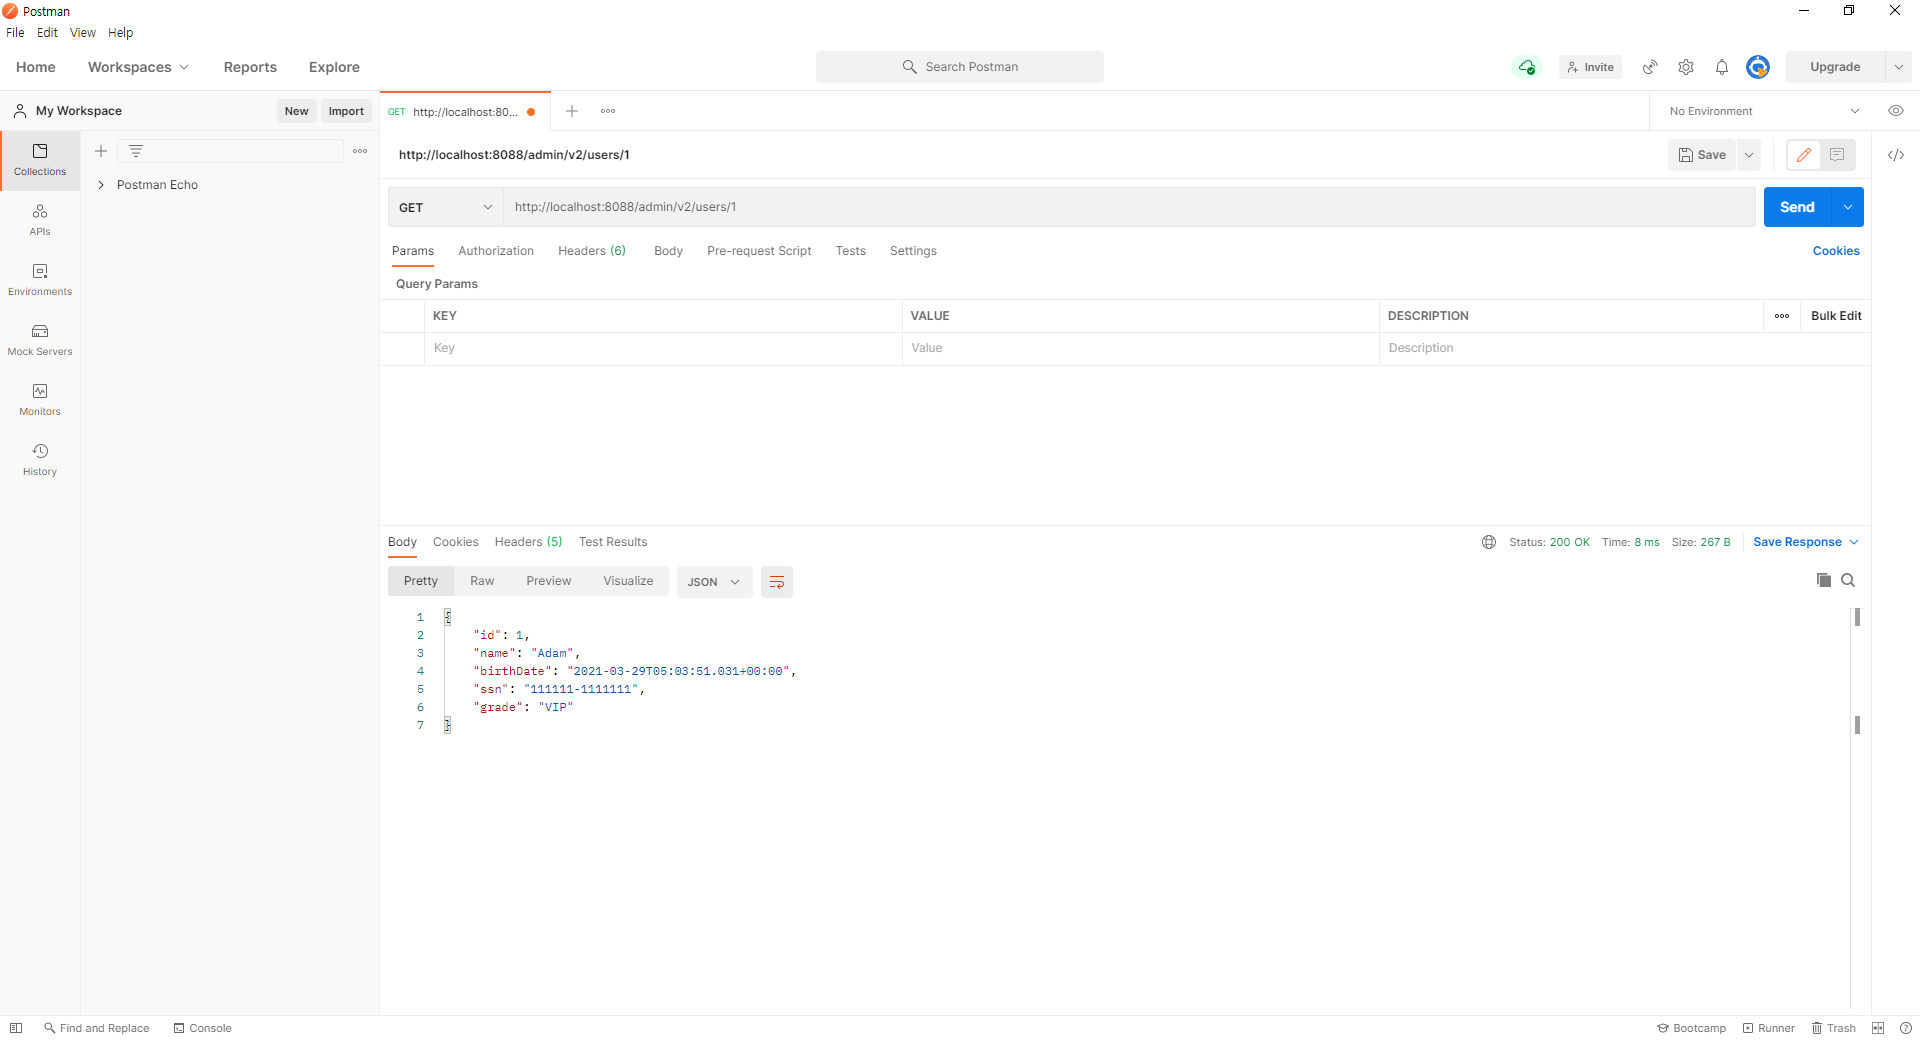 Postman
File Edit View Help
Home Workspaces Reports Explore Search Postman Invite Upgrade
My Workspace New Import GET http://localhost:80... No Environment
http://localhost:8088/admin/v2/users/1 Save
Collections
Postman Echo
GET http://localhost:8088/admin/v2/users/1 Send
APIs
Params Authorization Headers (6) Body Pre-request Script Tests Settings Cookies
Query Params
Environments
KEY VALUE DESCRIPTION Bulk Edit
Key Value Description
Mock Servers
Monitors
History
Body Cookies Headers (5) Test Results Status: 200 OK Time: 8 ms Size: 267 B Save Response
Pretty Raw Preview Visualize JSON
1 {
2 "id": 1,
3 "name": "Adam",
4 "birthDate": "2021-03-29T05:03:51.031+00:00",
5 "ssn": "111111-1111111",
6 "grade": "VIP"
7 }
Find and Replace Console Bootcamp Runner Trash